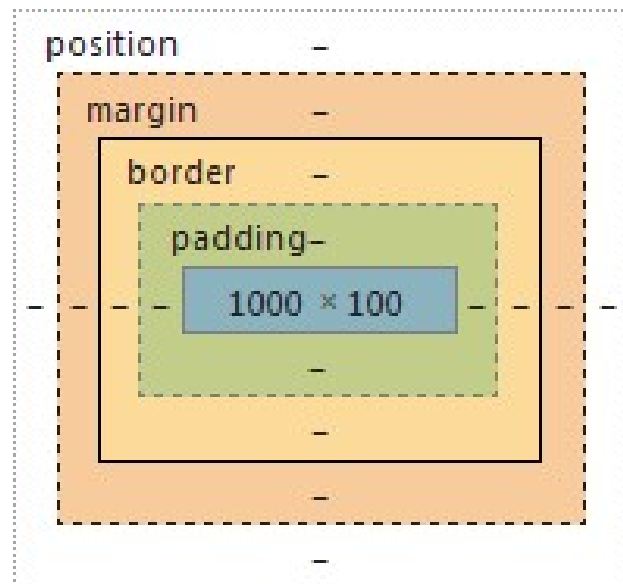 position –
margin –
border –
padding–
– – – – 1000 × 100 – – – –
–
–
–
–